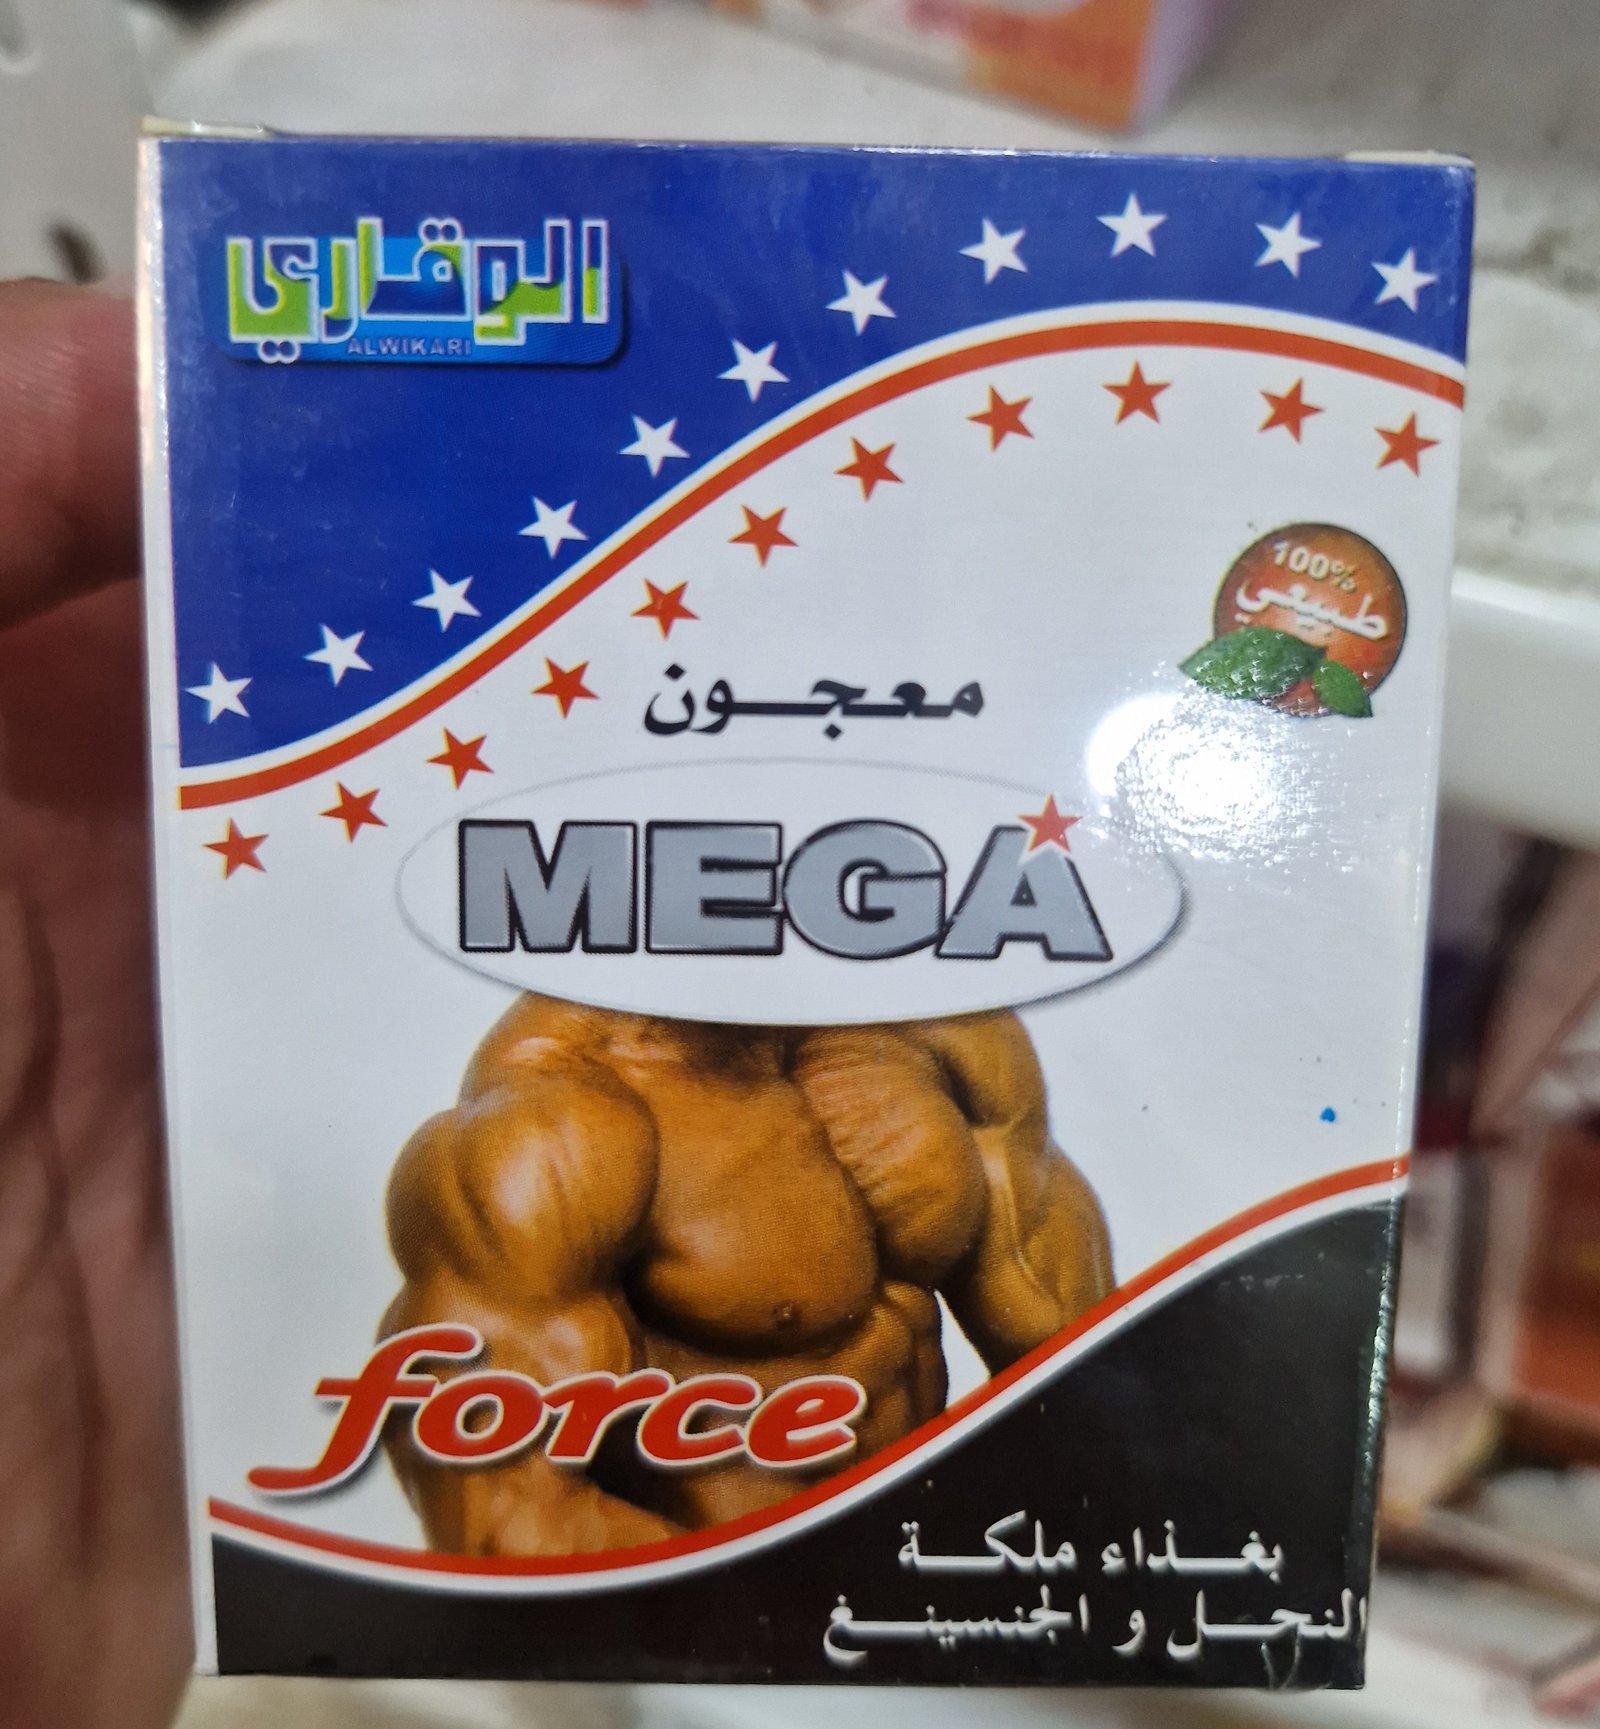 الوقاري
ALWIKARI
100%
طبيعي
معجون
MEGA
force
بغذاء ملكة
النحل و الجنسينغ